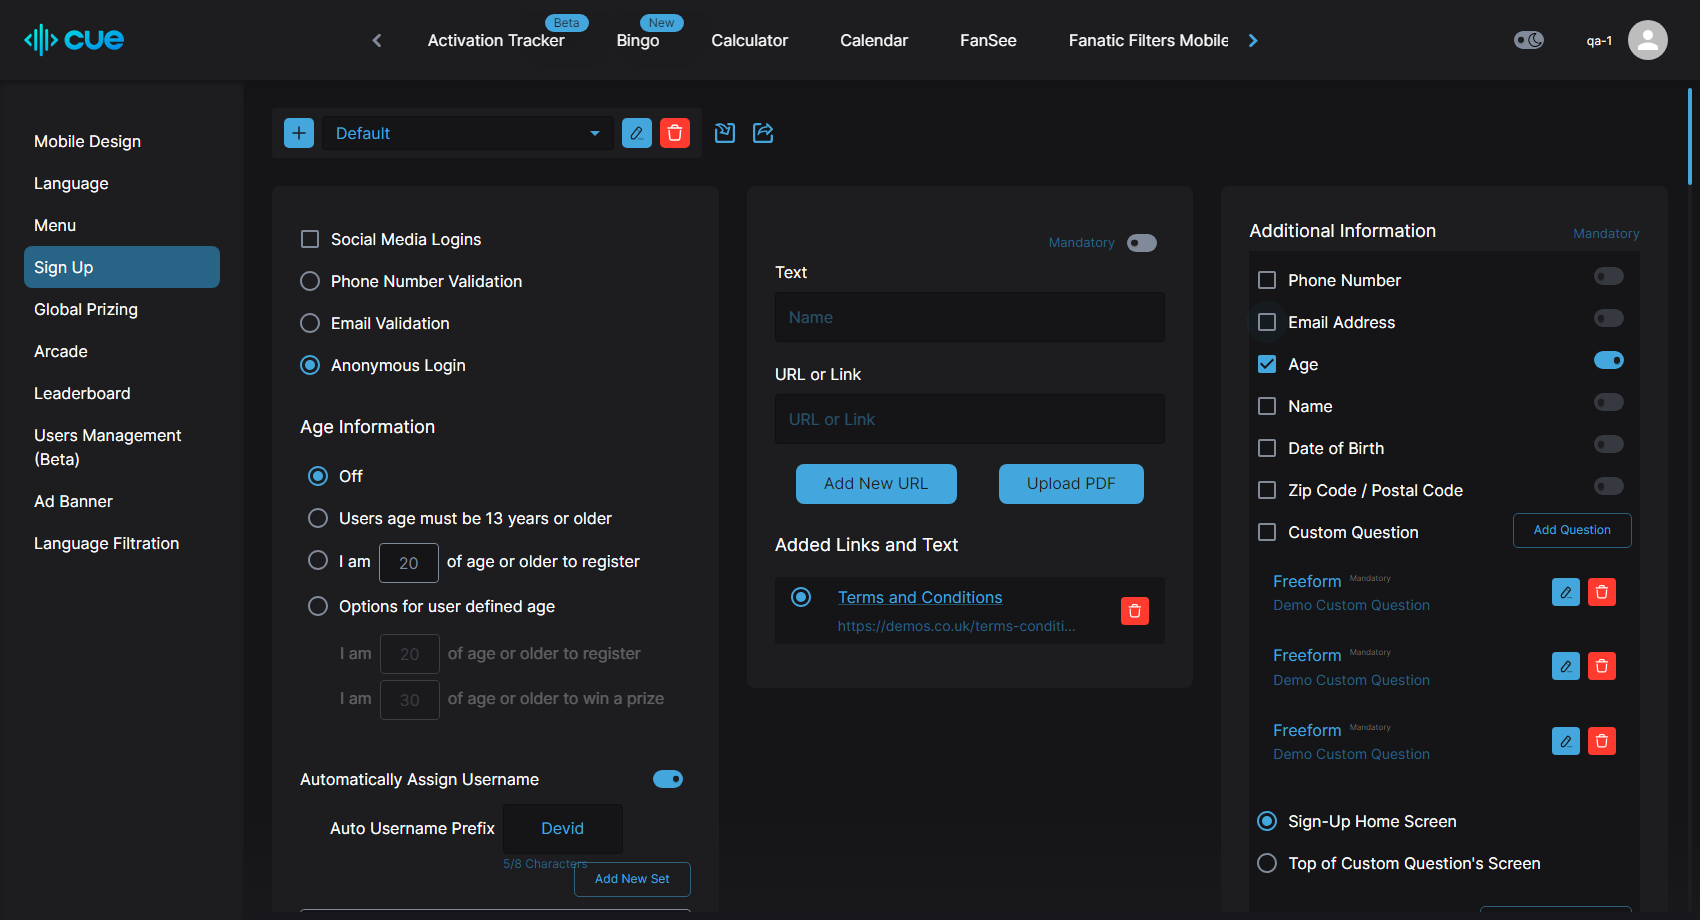 cue
Activation Tracker
Beta
Bingo
New
Calculator
Calendar
FanSee
Fanatic Filters Mobile
qa-1
Mobile Design
Language
Menu
Sign Up
Global Prizing
Arcade
Leaderboard
Users Management
(Beta)
Ad Banner
Language Filtration
Default
Social Media Logins
Phone Number Validation
Email Validation
Anonymous Login
Age Information
Off
Users age must be 13 years or older
I am 20 of age or older to register
Options for user defined age
I am 20 of age or older to register
I am 30 of age or older to win a prize
Automatically Assign Username
Auto Username Prefix Devid
5/8 Characters
Add New Set
Mandatory
Text
Name
URL or Link
URL or Link
Add New URL
Upload PDF
Added Links and Text
Terms and Conditions
https://demos.co.uk/terms-conditi...
Additional Information
Mandatory
Phone Number
Email Address
Age
Name
Date of Birth
Zip Code / Postal Code
Custom Question
Add Question
Freeform Mandatory
Demo Custom Question
Freeform Mandatory
Demo Custom Question
Freeform Mandatory
Demo Custom Question
Sign-Up Home Screen
Top of Custom Question's Screen